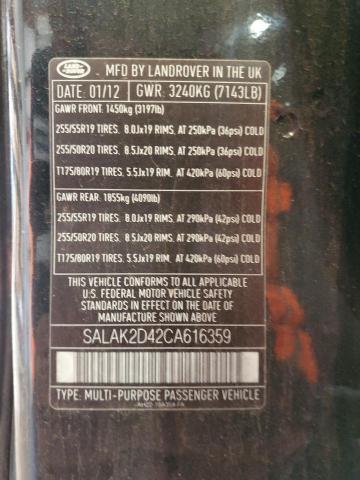 LAND
ROVER
MFD BY LANDROVER IN THE UK
DATE: 01/12 GWR: 3240KG (7143LB)
GAWR FRONT: 1450kg (3197lb)
255/55R19 TIRES, 8.0Jx19 RIMS, AT 250kPa (36psi) COLD
255/50R20 TIRES, 8.5Jx20 RIMS, AT 250kPa (36psi) COLD
T175/80R19 TIRES, 5.5Jx19 RIM, AT 420kPa (60psi) COLD
GAWR REAR: 1855kg (4090lb)
255/55R19 TIRES, 8.0Jx19 RIMS, AT 290kPa (42psi) COLD
255/50R20 TIRES, 8.5Jx20 RIMS, AT 290kPa (42psi) COLD
T175/80R19 TIRES, 5.5Jx19 RIM, AT 420kPa (60psi) COLD
THIS VEHICLE CONFORMS TO ALL APPLICABLE
U.S. FEDERAL MOTOR VEHICLE SAFETY
STANDARDS IN EFFECT ON THE DATE OF
MANUFACTURE SHOWN ABOVE
SALAK2D42CA616359
TYPE: MULTI-PURPOSE PASSENGER VEHICLE